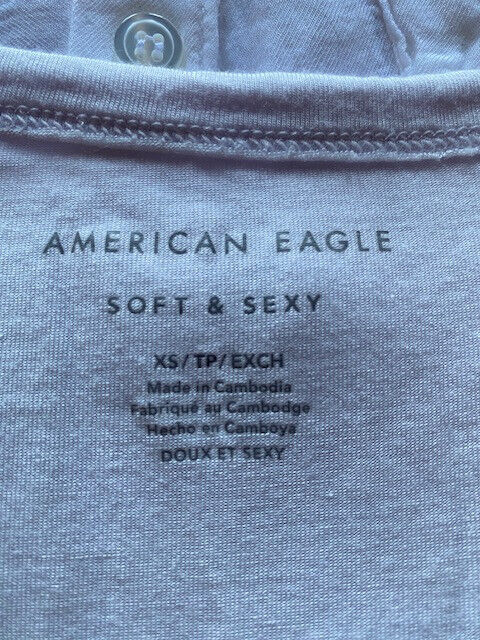 AMERICAN EAGLE
SOFT & SEXY
XS/TP/EXCH
Made in Cambodia
Fabriqué au Cambodge
Hecho en Camboya
DOUX ET SEXY